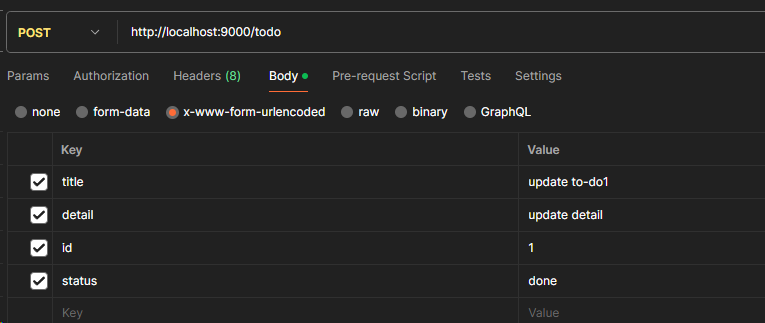 POST http://localhost:9000/todo
Params Authorization Headers (8) Body Pre-request Script Tests Settings
none form-data x-www-form-urlencoded raw binary GraphQL
Key Value
title update to-do1
detail update detail
id 1
status done
Key Value